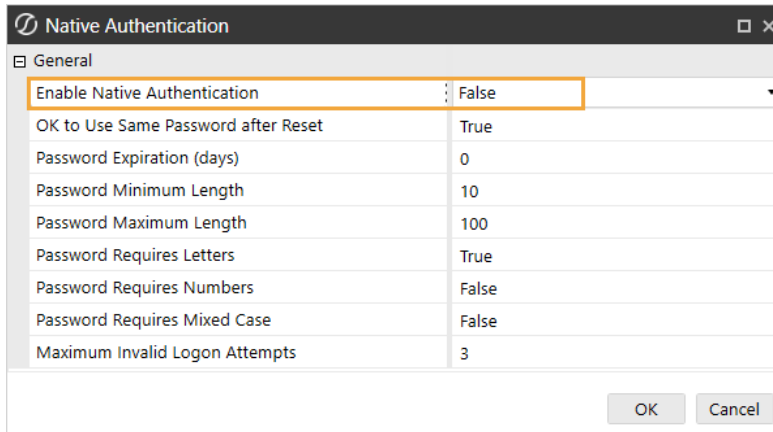 Native Authentication
General
Enable Native Authentication False
OK to Use Same Password after Reset True
Password Expiration (days) 0
Password Minimum Length 10
Password Maximum Length 100
Password Requires Letters True
Password Requires Numbers False
Password Requires Mixed Case False
Maximum Invalid Logon Attempts 3
OK Cancel